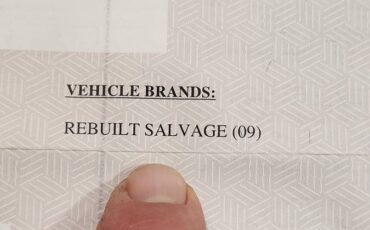 VEHICLE BRANDS:
REBUILT SALVAGE (09)